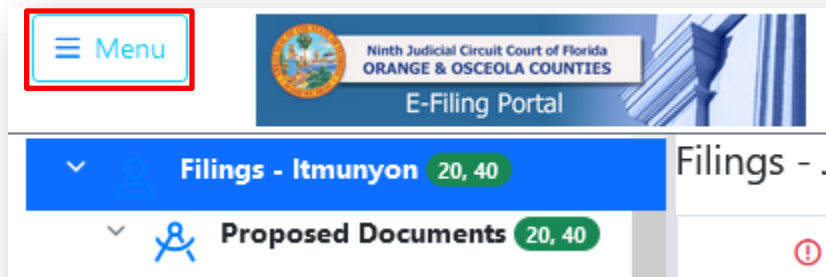 Menu
Ninth Judicial Circuit Court of Florida
ORANGE & OSCEOLA COUNTIES
E-Filing Portal
Filings - ltmunyon 20, 40
Filings - .
Proposed Documents 20, 40